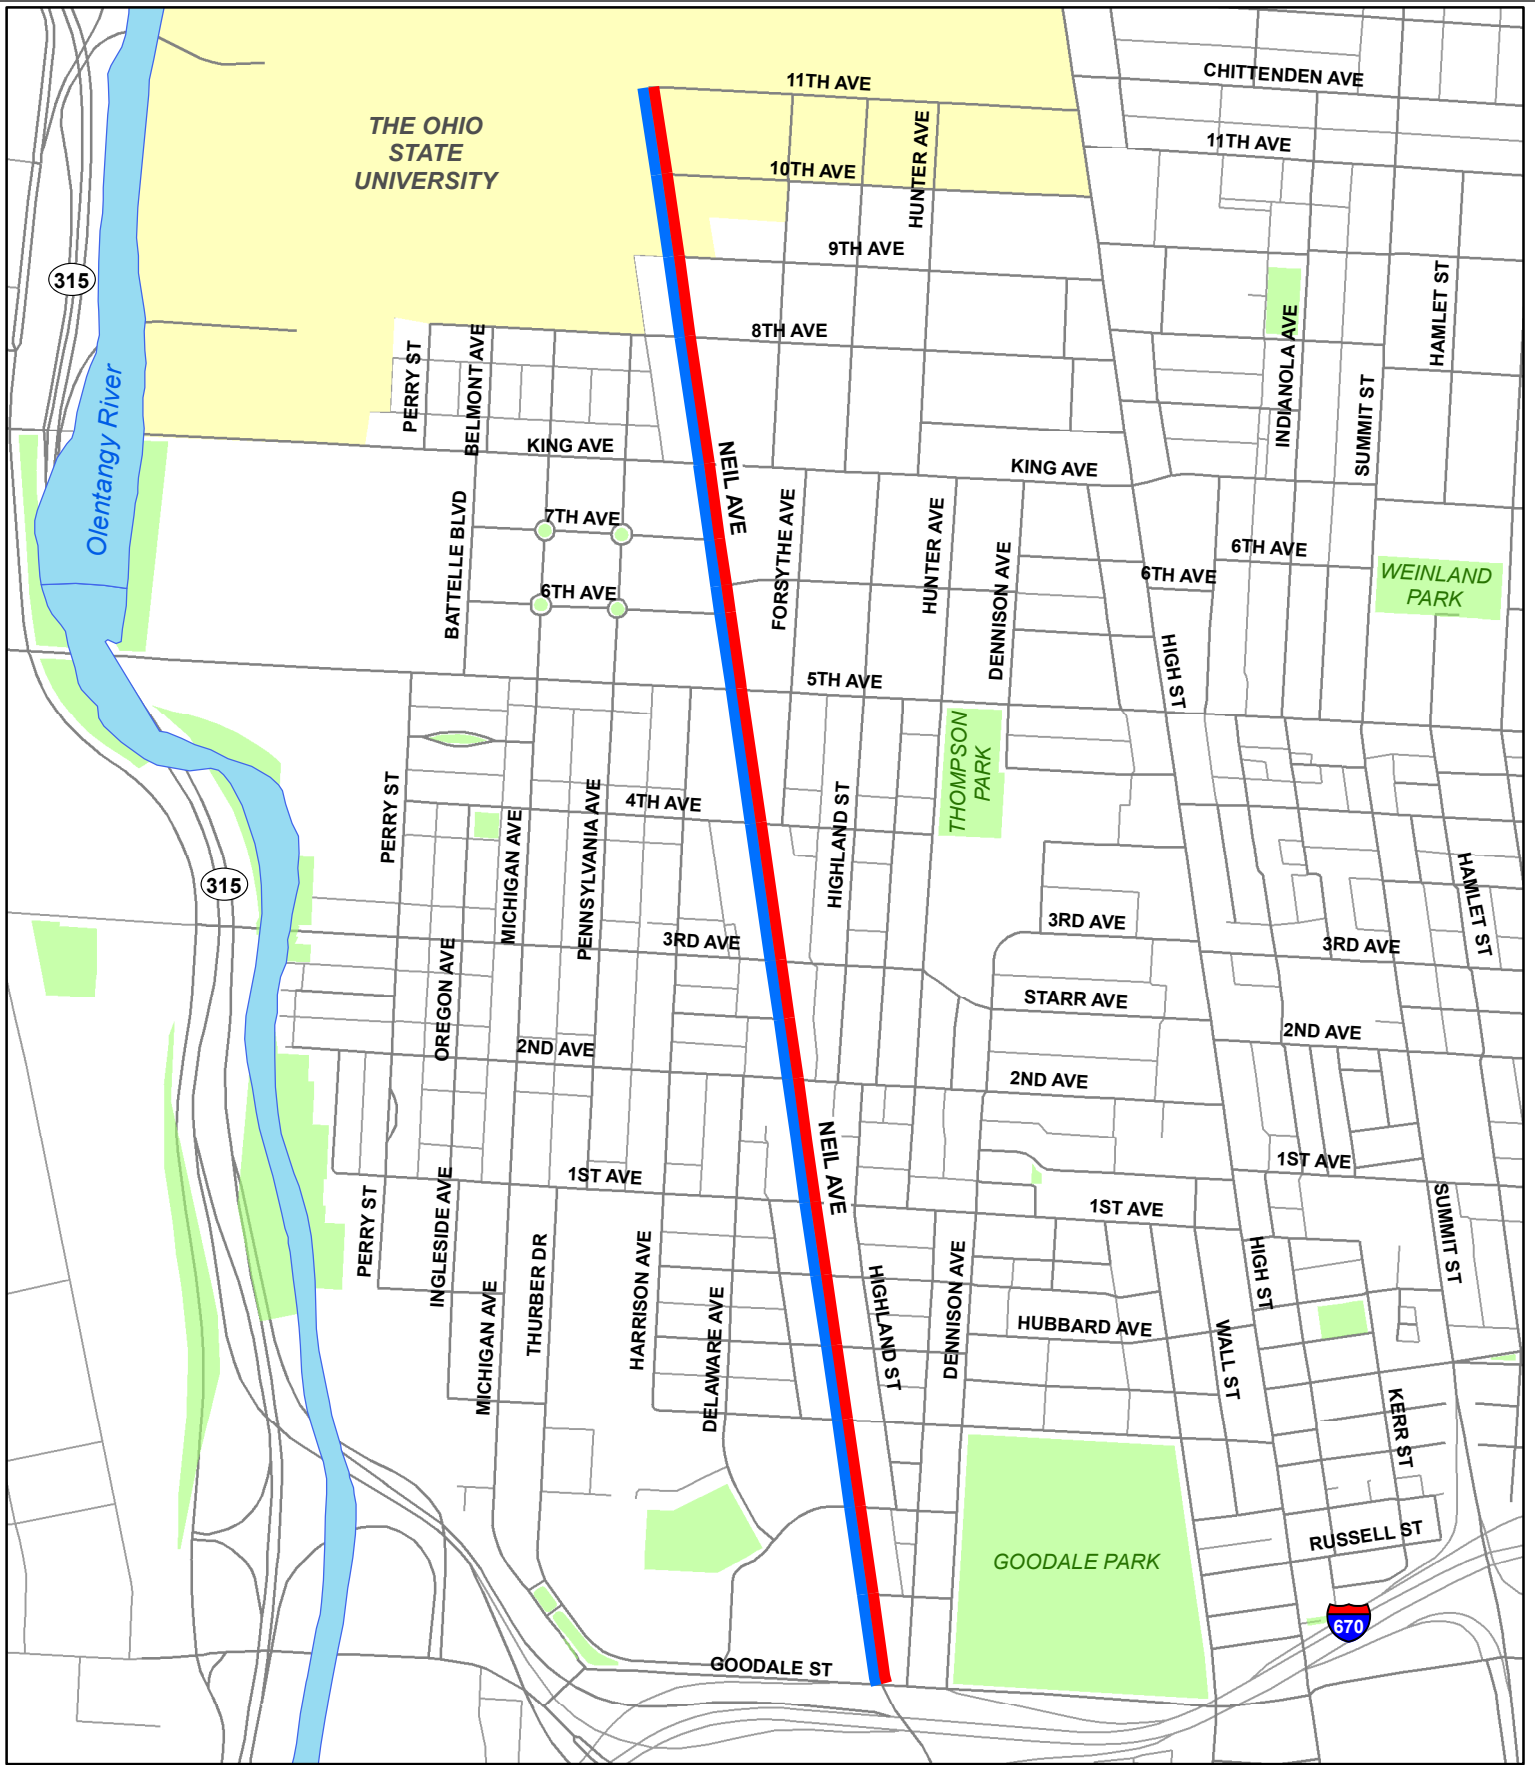 CHITTENDEN AVE
11TH AVE
THE OHIO
STATE
UNIVERSITY
11TH AVE
HUNTER AVE
10TH AVE
9TH AVE
315
HAMLET ST
8TH AVE
INDIANOLA AVE
PERRY ST
BELMONT AVE
SUMMIT ST
Olentangy River
KING AVE
KING AVE
NEIL AVE
BATTELLE BLVD
7TH AVE
FORSYTHE AVE
HUNTER AVE
DENNISON AVE
6TH AVE
6TH AVE
WEINLAND
PARK
6TH AVE
HIGH ST
5TH AVE
THOMPSON
PARK
PERRY ST
4TH AVE
PENNSYLVANIA AVE
MICHIGAN AVE
HIGHLAND ST
HAMLET ST
315
3RD AVE
3RD AVE
3RD AVE
OREGON AVE
STARR AVE
2ND AVE
2ND AVE
2ND AVE
NEIL AVE
1ST AVE
1ST AVE
1ST AVE
PERRY ST
INGLESIDE AVE
SUMMIT ST
THURBER DR
HARRISON AVE
DENNISON AVE
HIGH ST
MICHIGAN AVE
DELAWARE AVE
HIGHLAND ST
HUBBARD AVE
WALL ST
KERR ST
RUSSELL ST
GOODALE PARK
670
GOODALE ST